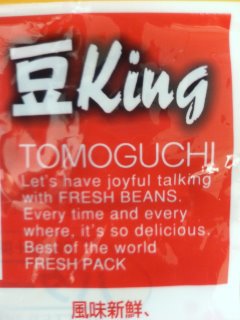 豆King
TOMOGUCHI
Let's have joyful talking
with FRESH BEANS.
Every time and every
where, it's so delicious.
Best of the world
FRESH PACK
風味新鮮、